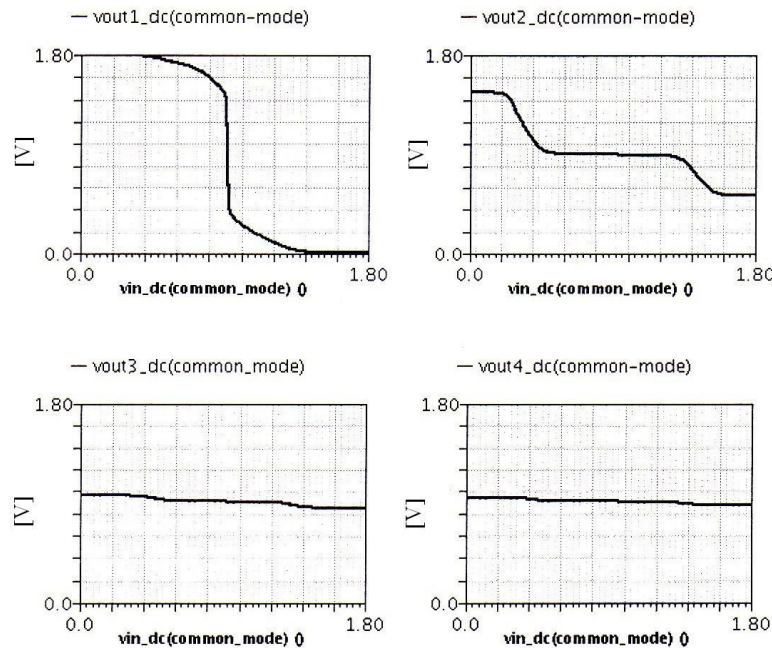 — vout1_dc(common-mode)
— vout2_dc(common-mode)
1.80
1.80
[V]
[V]
0.0
0.0
0.0
1.80
0.0
1.80
vin_dc(common_mode) ()
vin_dc(common_mode) ()
— vout3_dc(common_mode)
— vout4_dc(common-mode)
1.80
1.80
[V]
[V]
0.0
0.0
0.0
1.80
0.0
1.80
vin_dc(common_mode) ()
vin_dc(common_mode) ()